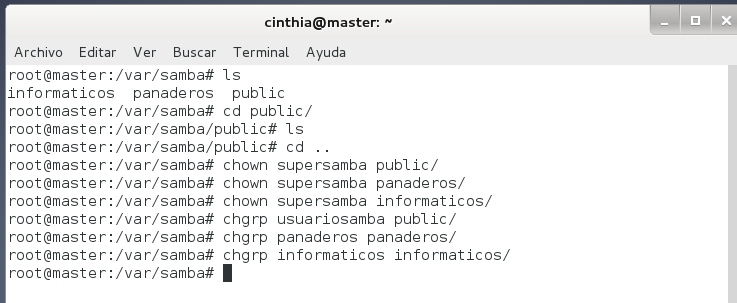 cinthia@master: ~
Archivo Editar Ver Buscar Terminal Ayuda
root@master:/var/samba# ls
informaticos  panaderos  public
root@master:/var/samba# cd public/
root@master:/var/samba/public# ls
root@master:/var/samba/public# cd ..
root@master:/var/samba# chown supersamba public/
root@master:/var/samba# chown supersamba panaderos/
root@master:/var/samba# chown supersamba informaticos/
root@master:/var/samba# chgrp usuariosamba public/
root@master:/var/samba# chgrp panaderos panaderos/
root@master:/var/samba# chgrp informaticos informaticos/
root@master:/var/samba#